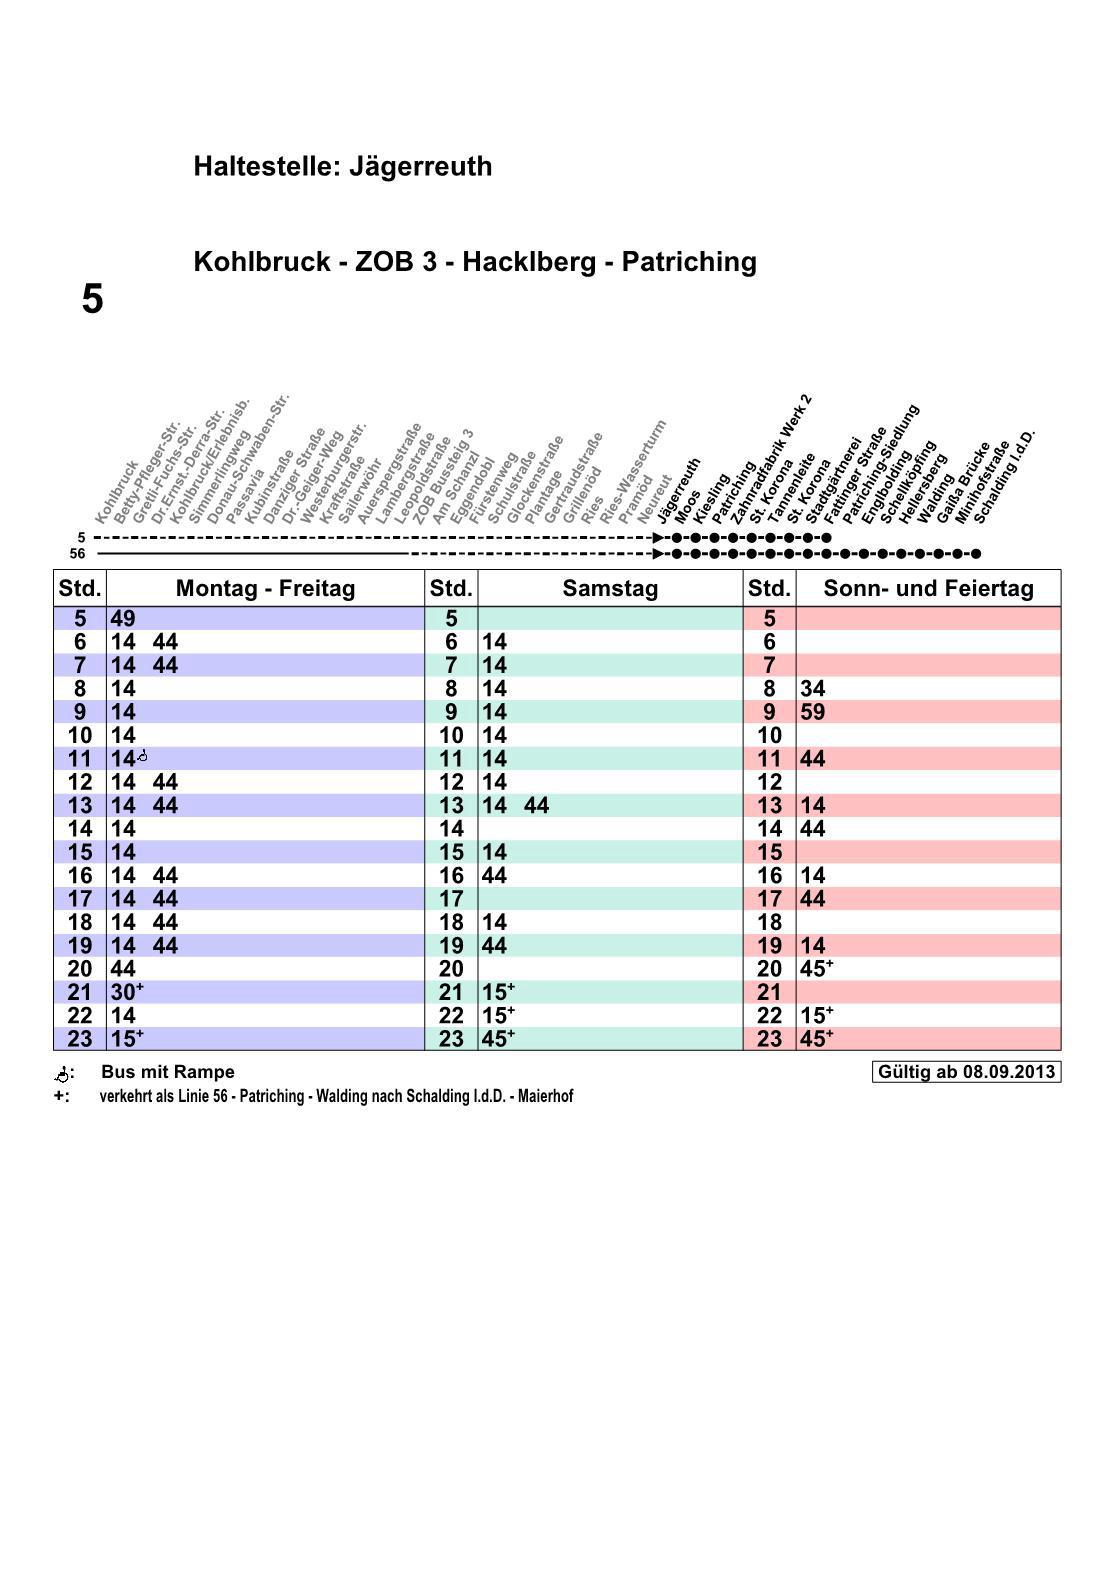 Haltestelle: Jägerreuth
Kohlbruck - ZOB 3 - Hacklberg - Patriching
5
Kohlbruck
Betty-Pfleger-Str.
Gretli-Fuchs-Str.
Dr.Ernst.-Derra-Str.
Kohlbruck/Erlebnisb.
Simmerlingweg
Donau-Schwaben-Str.
Passavia
Kubinstraße
Danziger Straße
Dr.-Geiger-Weg
Westerburgerstr.
Kraftstraße
Sailerwöhr
Auerspergstraße
Lambergstraße
Leopoldstraße
ZOB Bussteig 3
Am Schanzl
Eggendobl
Fürstenweg
Schulstraße
Glockenstraße
Plantage
Gertraudstraße
Grillenöd
Ries
Ries-Wasserturm
Pramöd
Neureut
Jägerreuth
Moos
Kiesling
Patriching
Zahnradfabrik Werk 2
St. Korona
Tannenleite
St. Korona
Stadtgärtnerei
Fattinger Straße
Patriching-Siedlung
Englbolding
Schellköpfing
Hellersberg
Walding
Gaißa Brücke
Minihofstraße
Schalding l.d.D.
5
56
Std. Montag - Freitag Std. Samstag Std. Sonn- und Feiertag
5 49 5 5
6 14 44 6 14 6
7 14 44 7 14 7
8 14 8 14 8 34
9 14 9 14 9 59
10 14 10 14 10
11 14 11 14 11 44
12 14 44 12 14 12
13 14 44 13 14 44 13 14
14 14 14 14 44
15 14 15 14 15
16 14 44 16 44 16 14
17 14 44 17 17 44
18 14 44 18 14 18
19 14 44 19 44 19 14
20 44 20 20 45+
21 30+ 21 15+ 21
22 14 22 15+ 22 15+
23 15+ 23 45+ 23 45+
: Bus mit Rampe Gültig ab 08.09.2013
+: verkehrt als Linie 56 - Patriching - Walding nach Schalding l.d.D. - Maierhof